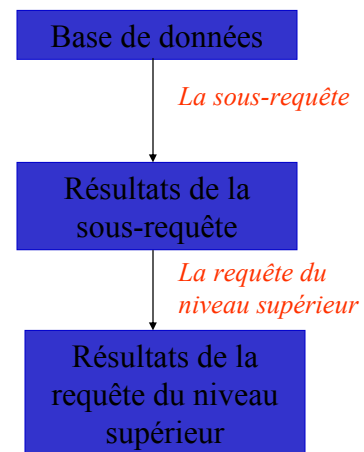 Base de données
La sous-requête
Résultats de la
sous-requête
La requête du
niveau supérieur
Résultats de la
requête du niveau
supérieur